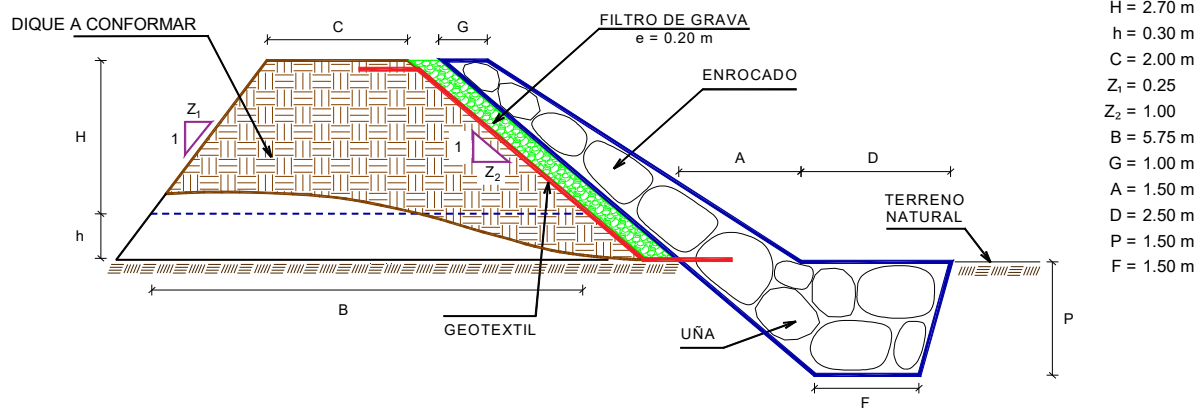 DIQUE A CONFORMAR
C
G
FILTRO DE GRAVA
e = 0.20 m
ENROCADO
H
Z₁
1
1
Z₂
A
D
TERRENO
NATURAL
h
B
GEOTEXTIL
UÑA
P
F
H = 2.70 m
h = 0.30 m
C = 2.00 m
Z₁ = 0.25
Z₂ = 1.00
B = 5.75 m
G = 1.00 m
A = 1.50 m
D = 2.50 m
P = 1.50 m
F = 1.50 m